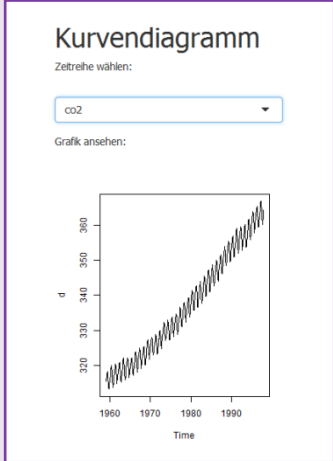 Kurvendiagramm
Zeitreihe wählen:
co2
Grafik ansehen:
360
350
340
330
320
d
1960 1970 1980 1990
Time